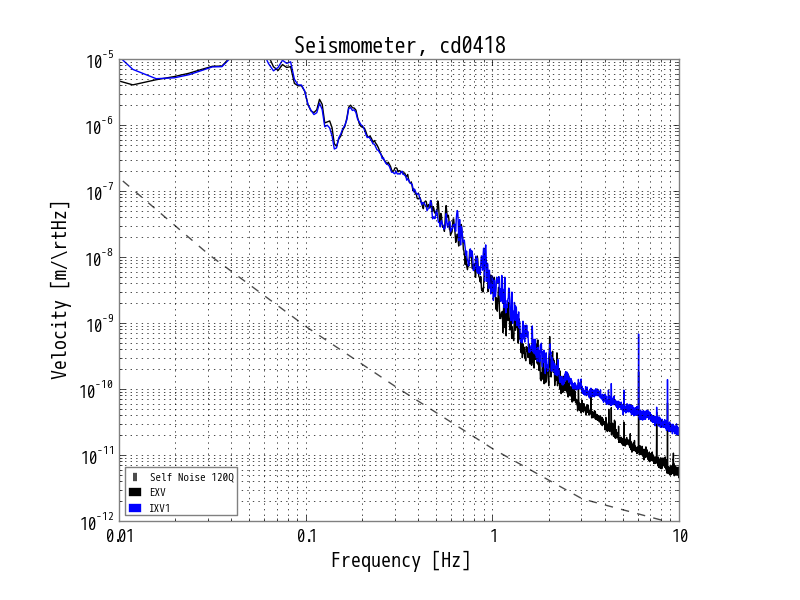 Seismometer, cd0418
Velocity [m/\rtHz]
10^-5
10^-6
10^-7
10^-8
10^-9
10^-10
10^-11
10^-12
Self Noise 120Q
EXV
IXV1
0.01 0.1 1 10
Frequency [Hz]